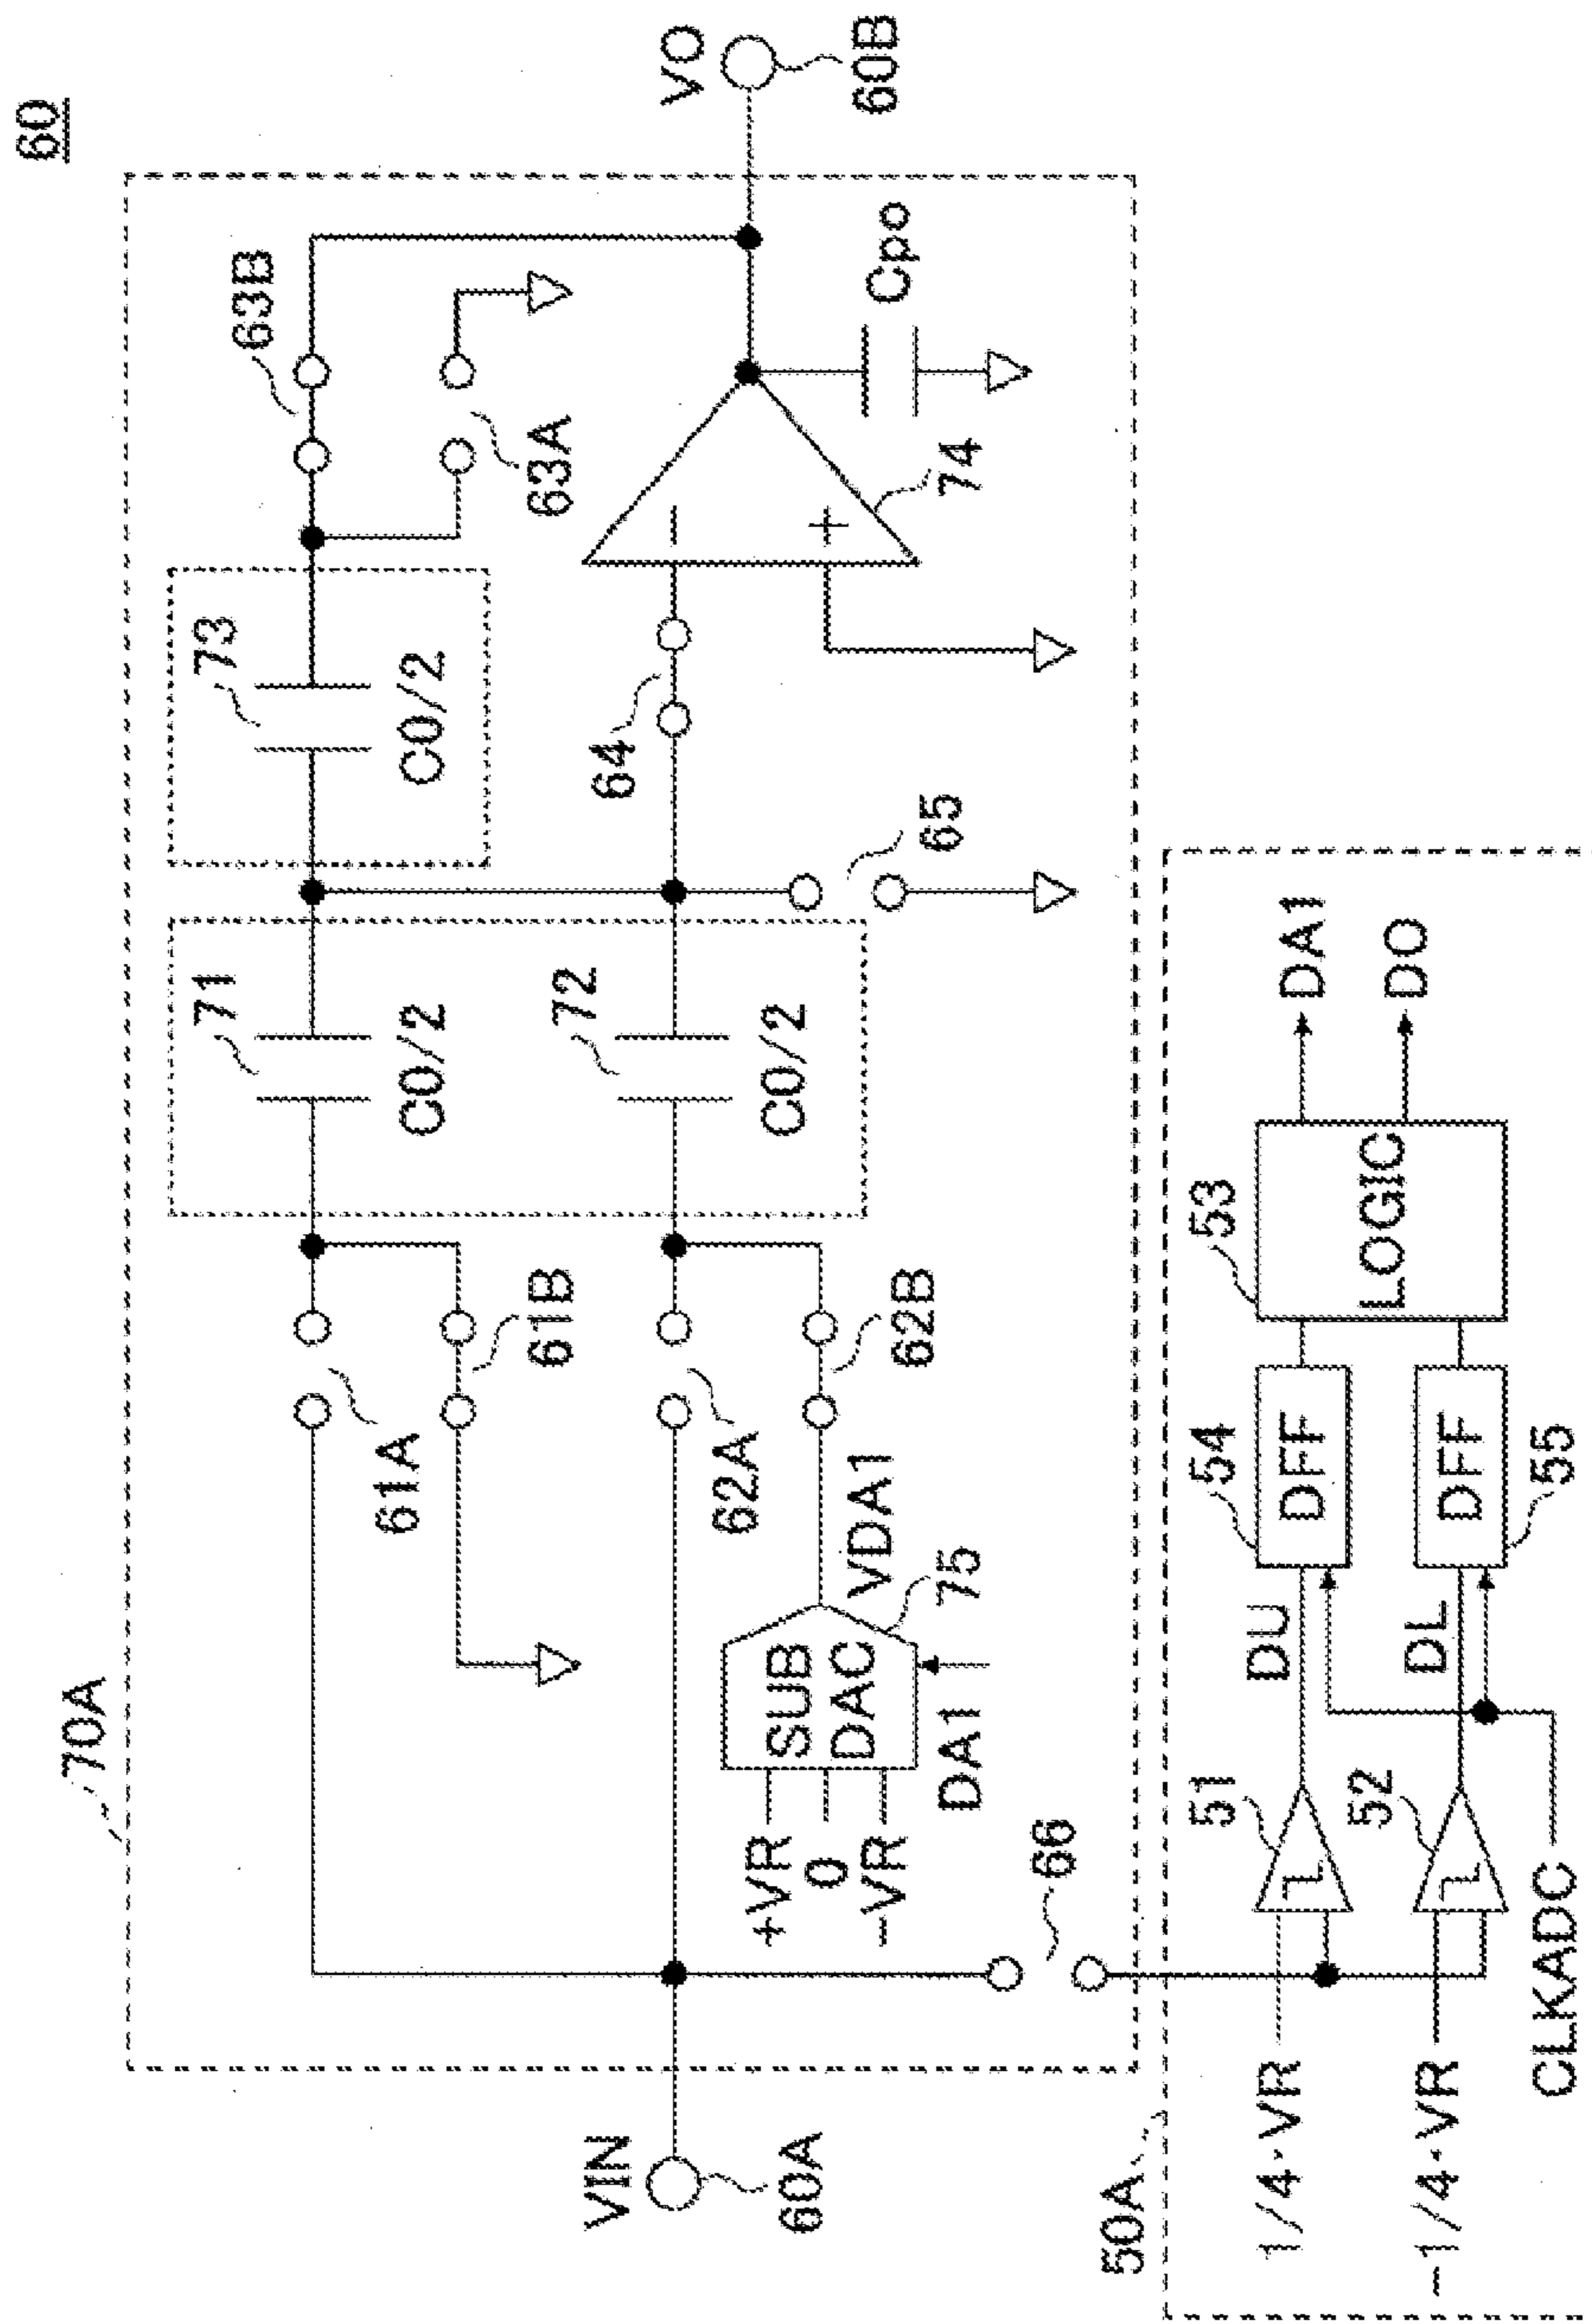 60
70A
73
C0/2
63B
63A
VO
60B
71
C0/2
61A
61B
64
72
C0/2
74
Cpo
65
VIN
60A
62A
62B
+VR
0
−VR
SUB
DAC
VDA1
75
DA1
66
50A
1/4·VR
−1/4·VR
51
DU
54
DFF
53
LOGIC
DA1
DO
52
DL
DFF
55
CLKADC